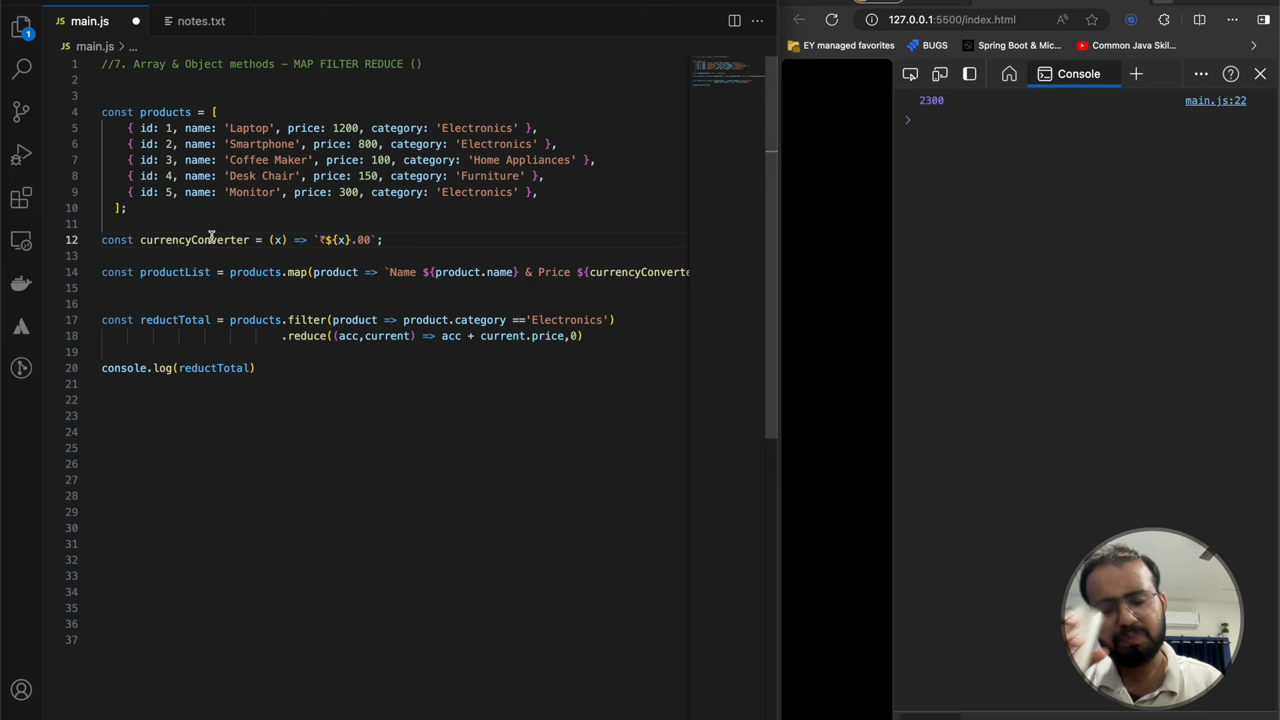 main.js
notes.txt
main.js > ...
1 //7. Array & Object methods - MAP FILTER REDUCE ()
2
3
4 const products = [
5 { id: 1, name: 'Laptop', price: 1200, category: 'Electronics' },
6 { id: 2, name: 'Smartphone', price: 800, category: 'Electronics' },
7 { id: 3, name: 'Coffee Maker', price: 100, category: 'Home Appliances' },
8 { id: 4, name: 'Desk Chair', price: 150, category: 'Furniture' },
9 { id: 5, name: 'Monitor', price: 300, category: 'Electronics' },
10 ];
11
12 const currencyConverter = (x) => `₹${x}.00`;
13
14 const productList = products.map(product => `Name ${product.name} & Price ${currencyConverte
15
16
17 const reductTotal = products.filter(product => product.category =='Electronics')
18 .reduce((acc,current) => acc + current.price,0)
19
20 console.log(reductTotal)
21
22
23
24
25
26
27
28
29
30
31
32
33
34
35
36
37
1
127.0.0.1:5500/index.html
EY managed favorites
BUGS
Spring Boot & Mic...
Common Java Skil...
Console
2300 main.js:22